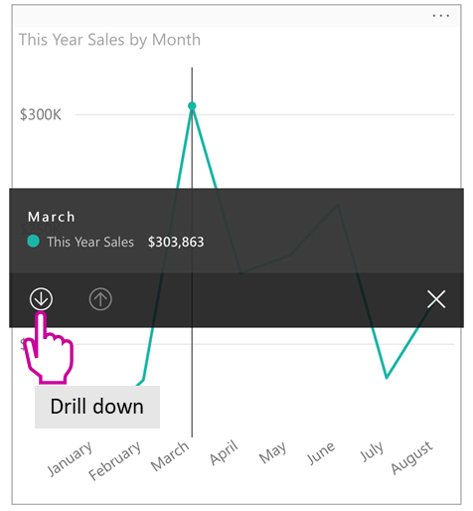 ...
This Year Sales by Month
$300K
March
This Year Sales $303,863
Drill down
January February March April May June July August